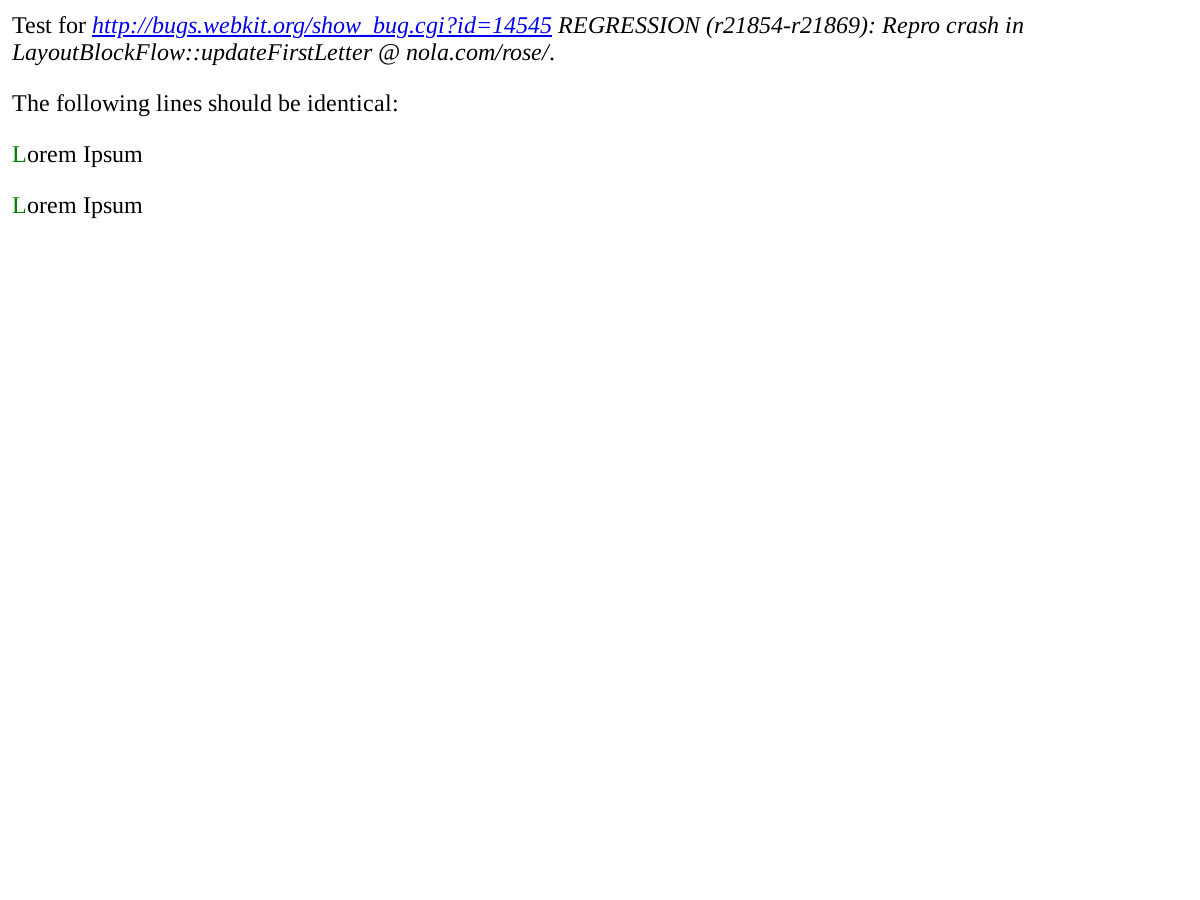 Test for http://bugs.webkit.org/show_bug.cgi?id=14545 REGRESSION (r21854-r21869): Repro crash in
LayoutBlockFlow::updateFirstLetter @ nola.com/rose/.
The following lines should be identical:
Lorem Ipsum
Lorem Ipsum